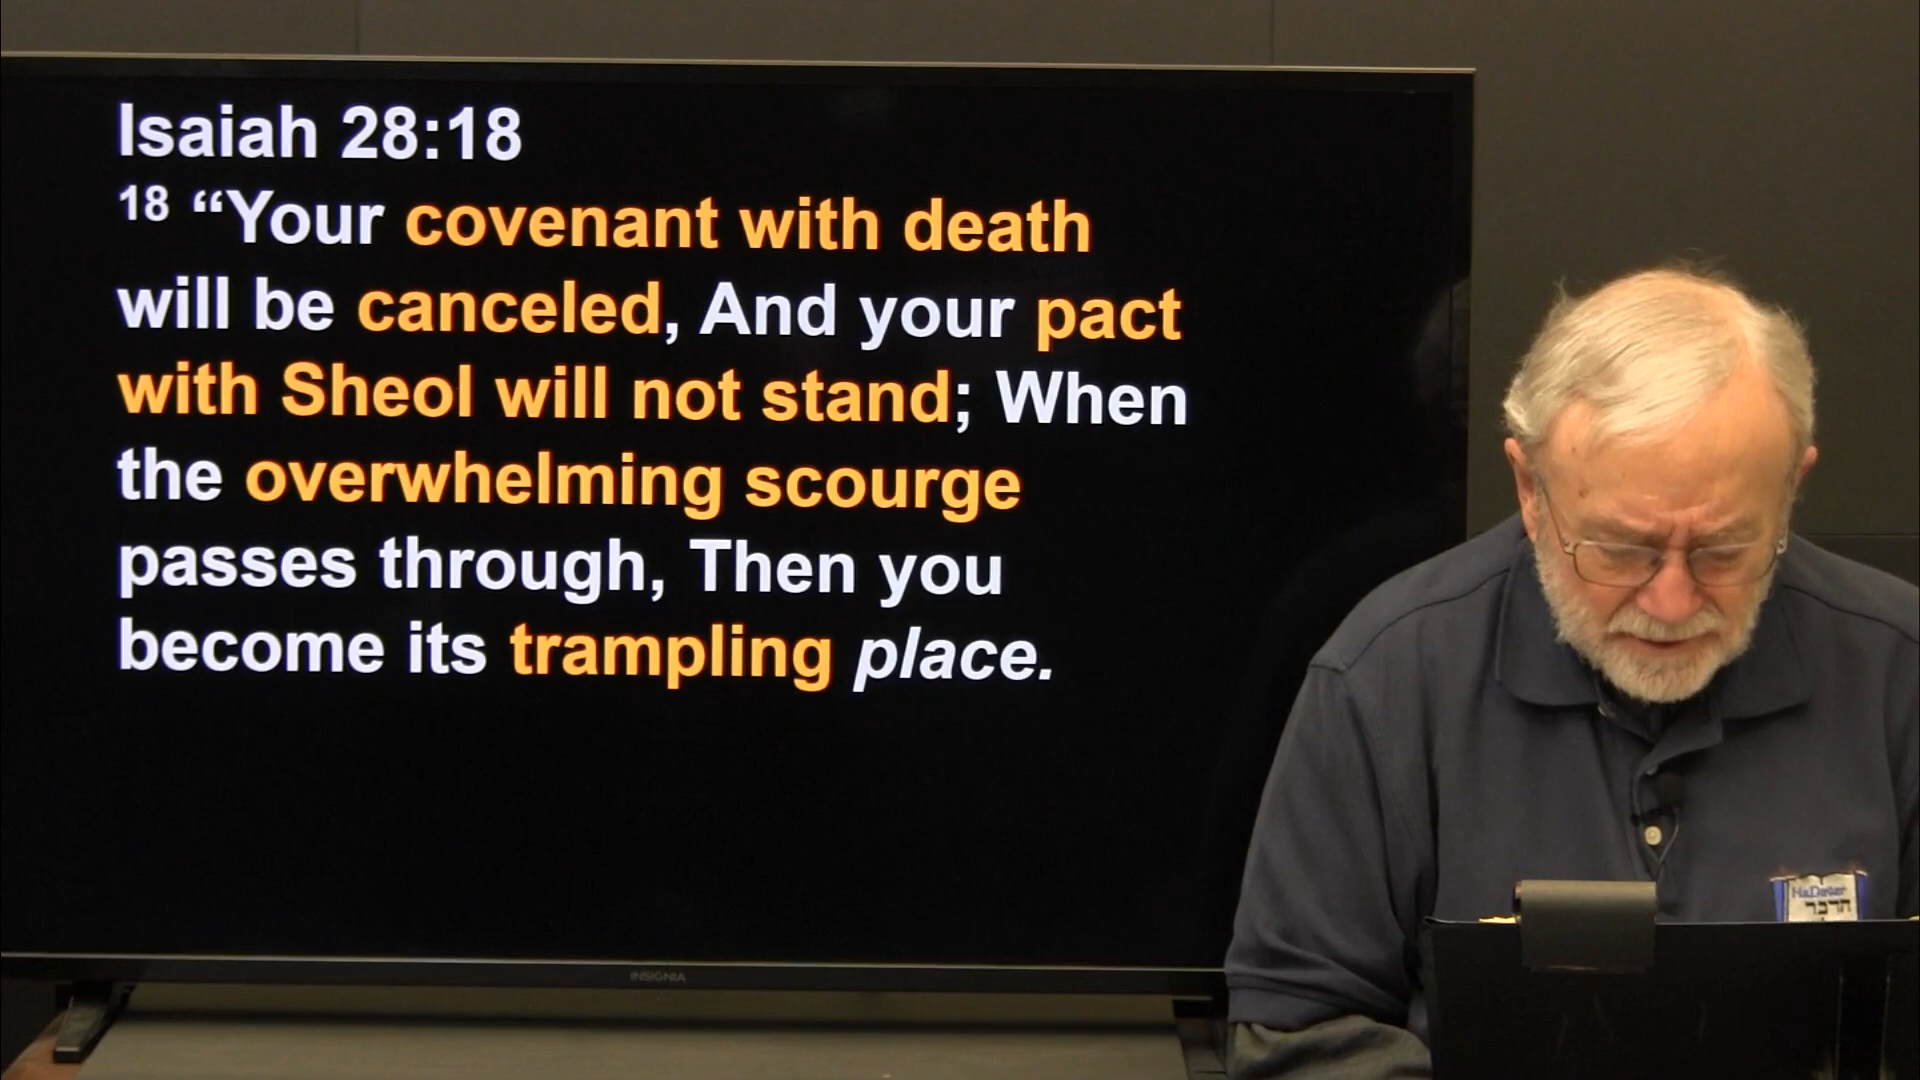 Isaiah 28:18
18 “Your covenant with death
will be canceled, And your pact
with Sheol will not stand; When
the overwhelming scourge
passes through, Then you
become its trampling place.
INSIGNIA
HaDavar
הדבר